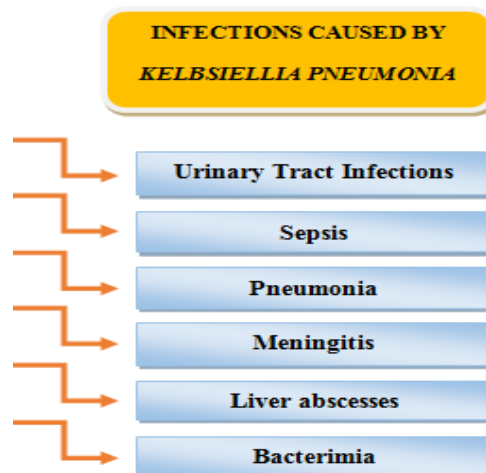 INFECTIONS CAUSED BY
KELBSIELLIA PNEUMONIA
Urinary Tract Infections
Sepsis
Pneumonia
Meningitis
Liver abscesses
Bacterimia